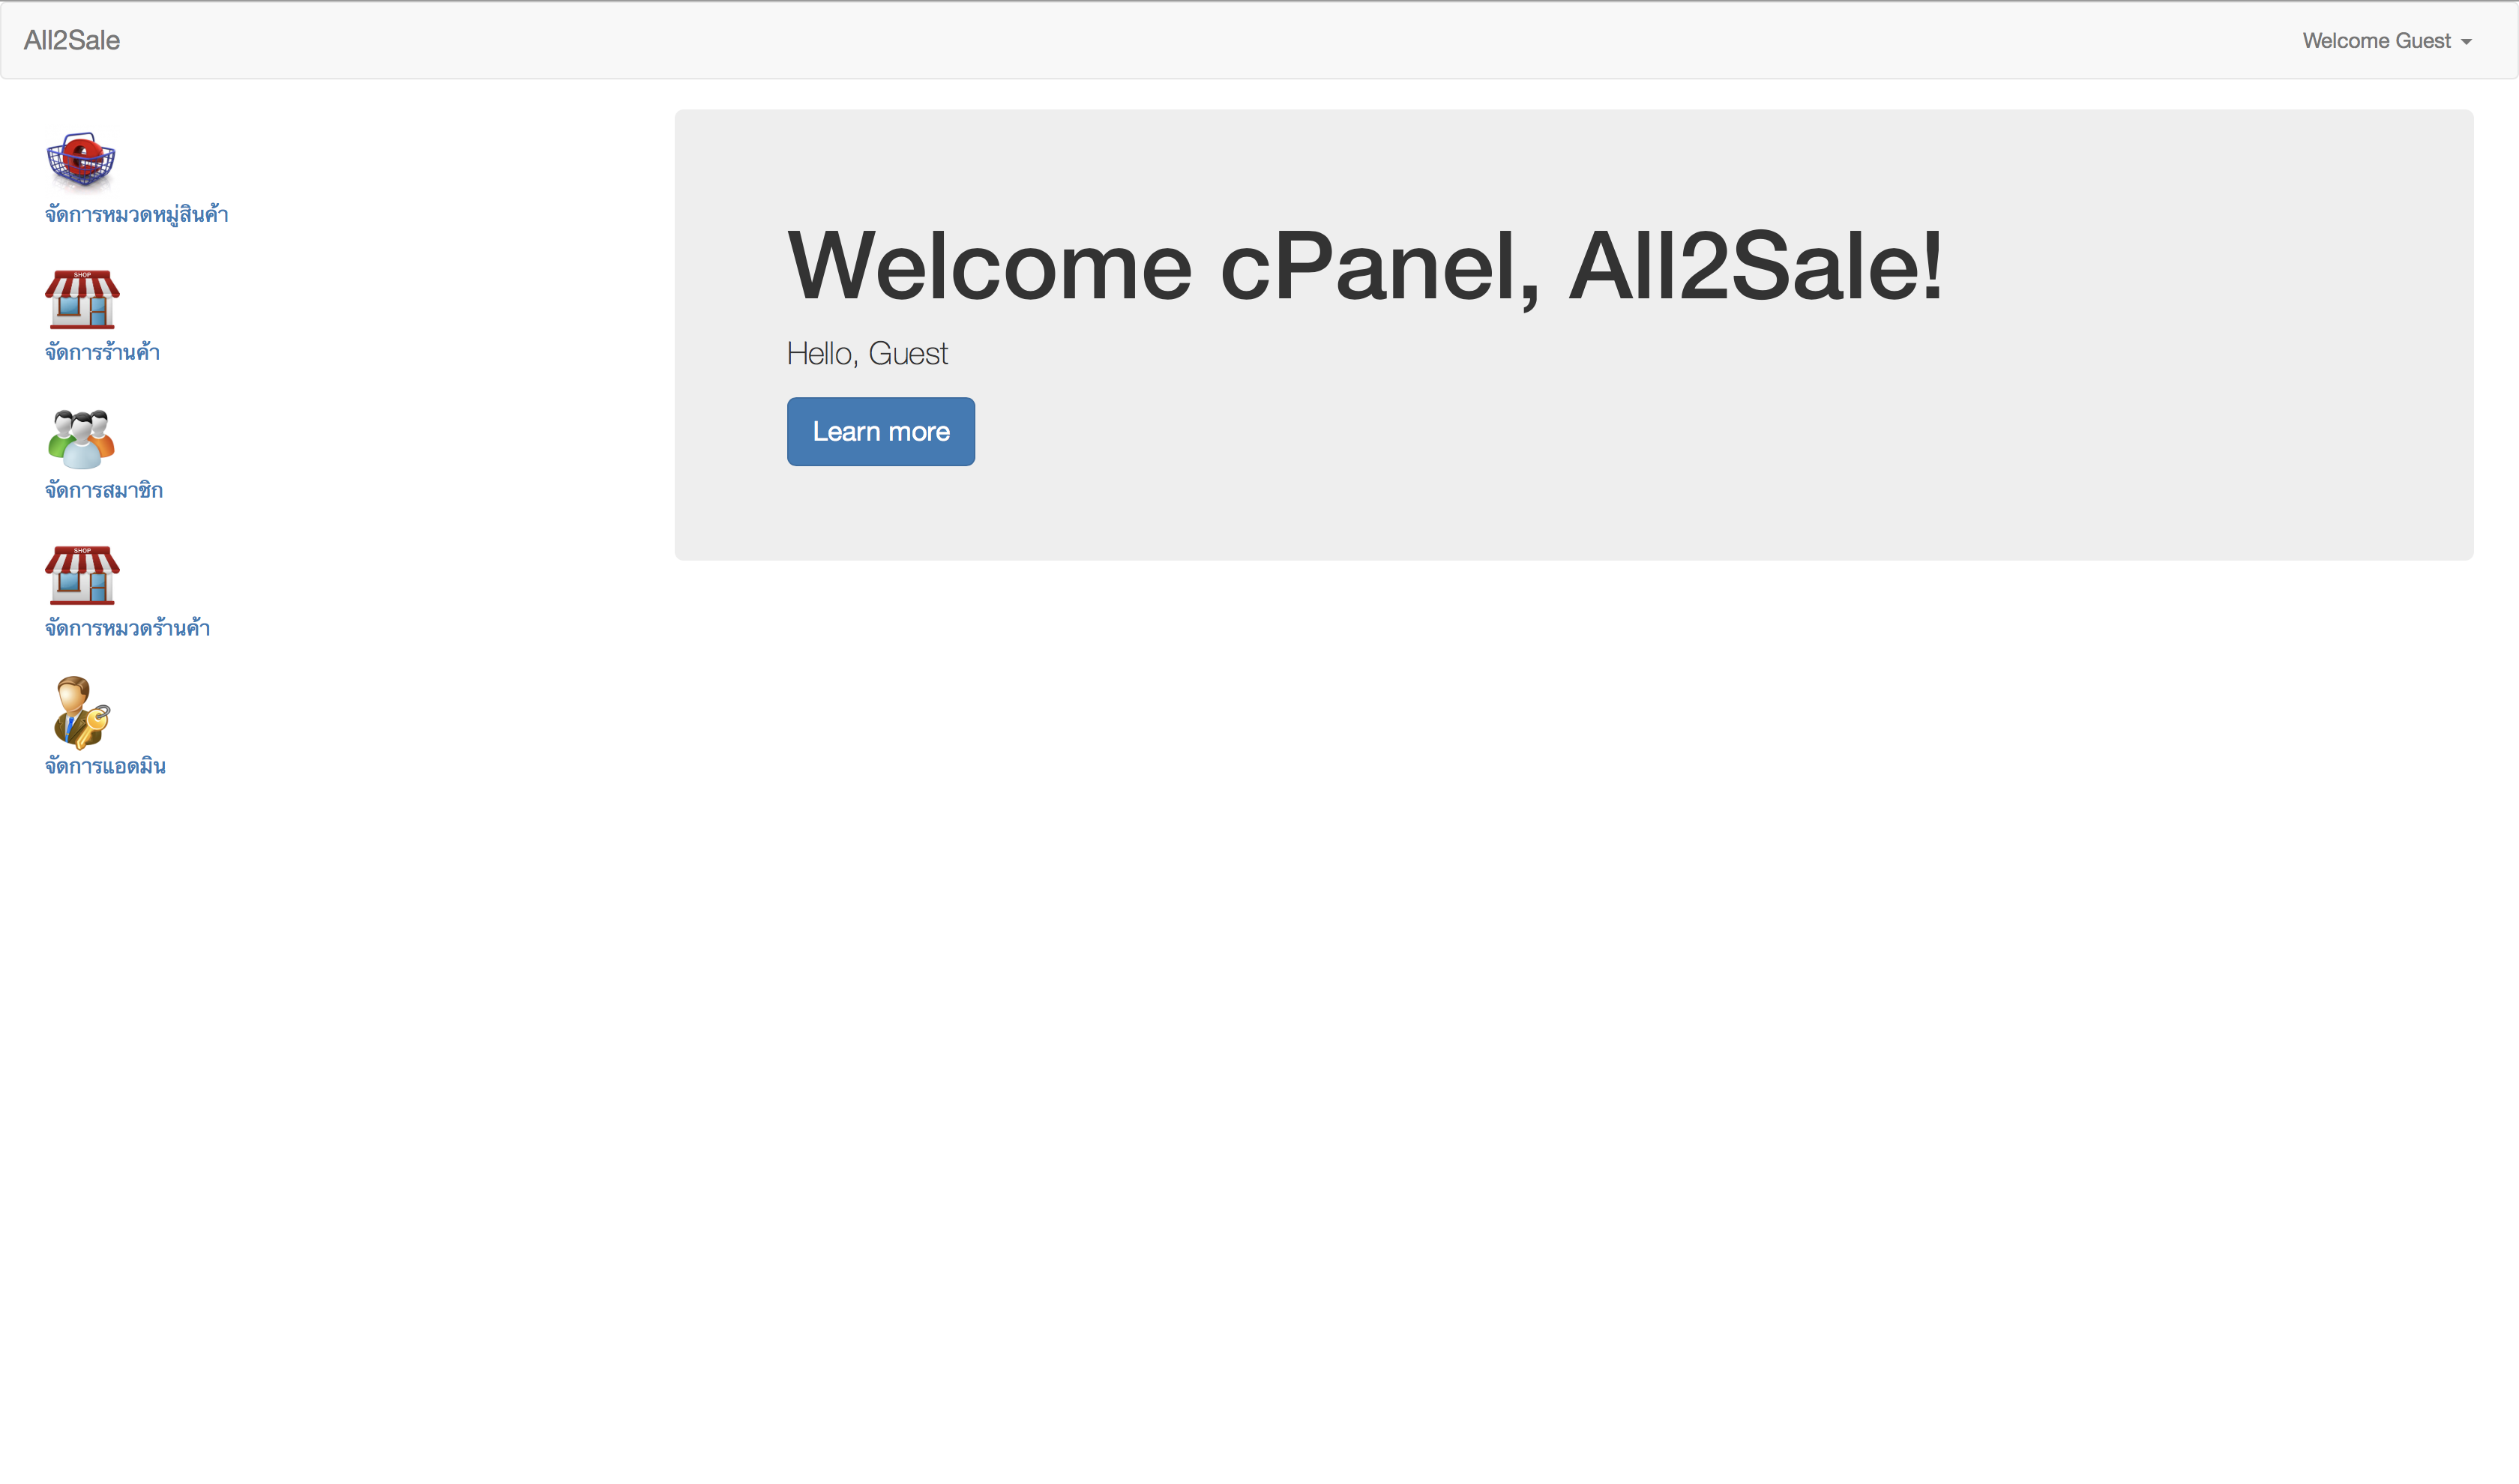 All2Sale
Welcome Guest
จัดการหมวดหมู่สินค้า
SHOP
จัดการร้านค้า
จัดการสมาชิก
SHOP
จัดการหมวดร้านค้า
จัดการแอดมิน
Welcome cPanel, All2Sale!
Hello, Guest
Learn more